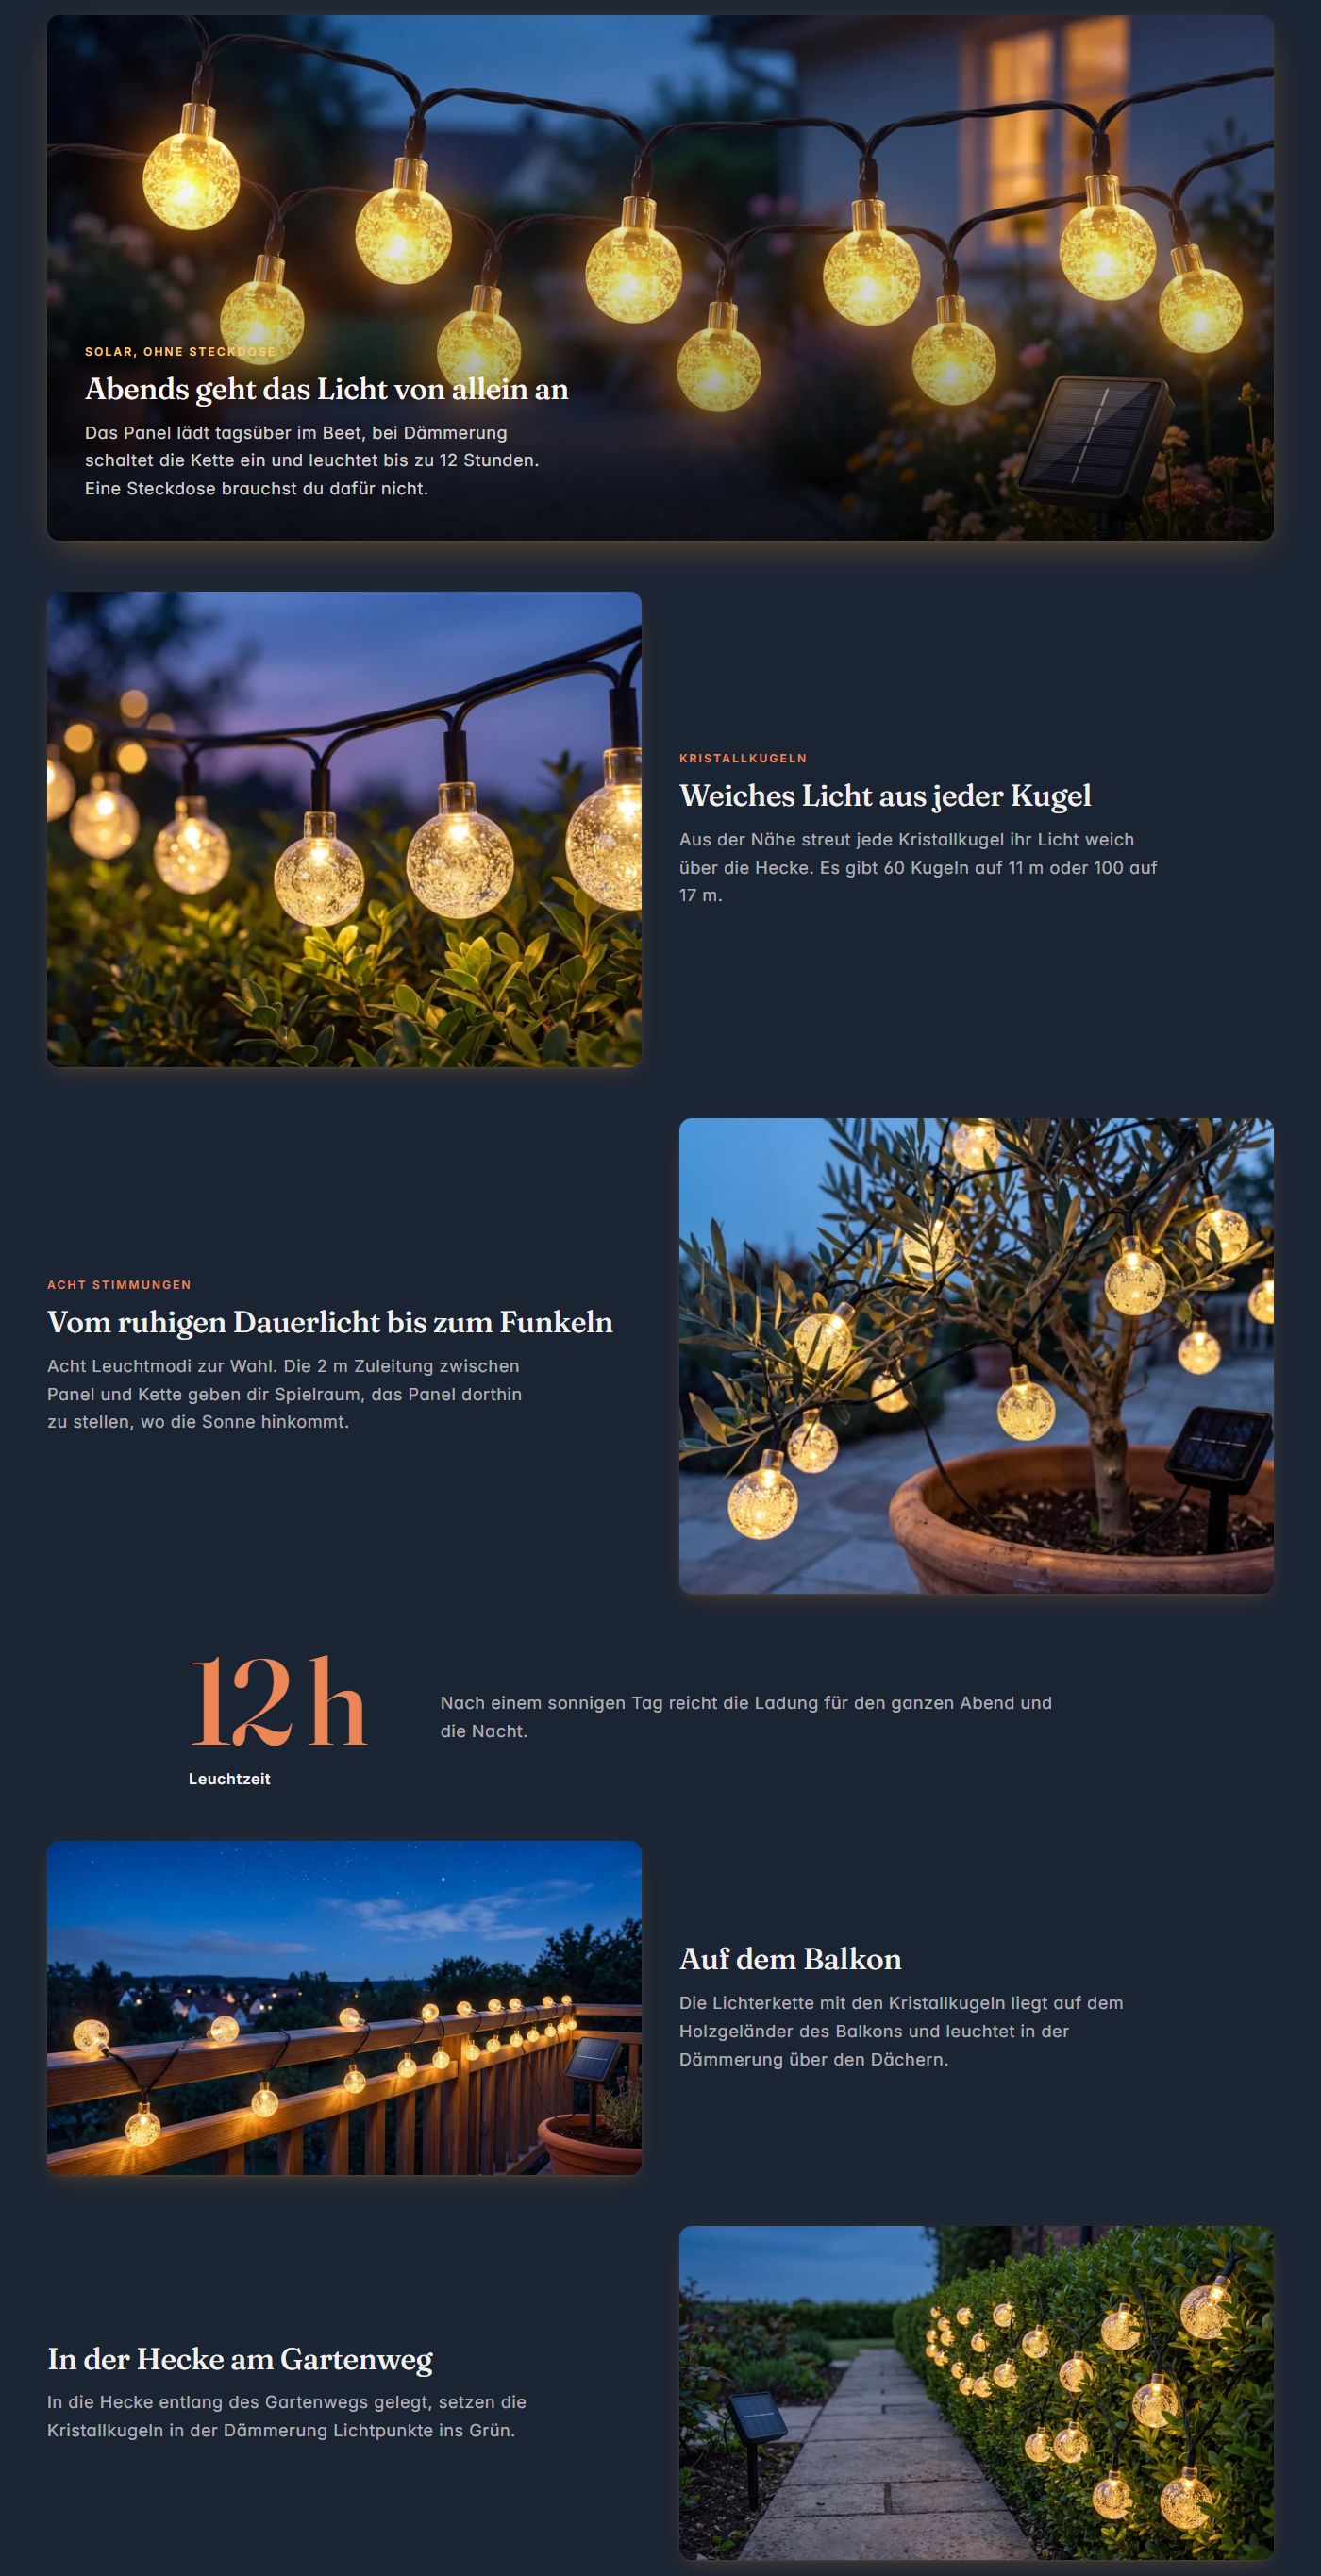 SOLAR, OHNE STECKDOSE
Abends geht das Licht von allein an
Das Panel lädt tagsüber im Beet, bei Dämmerung
schaltet die Kette ein und leuchtet bis zu 12 Stunden.
Eine Steckdose brauchst du dafür nicht.
KRISTALLKUGELN
Weiches Licht aus jeder Kugel
Aus der Nähe streut jede Kristallkugel ihr Licht weich
über die Hecke. Es gibt 60 Kugeln auf 11 m oder 100 auf
17 m.
ACHT STIMMUNGEN
Vom ruhigen Dauerlicht bis zum Funkeln
Acht Leuchtmodi zur Wahl. Die 2 m Zuleitung zwischen
Panel und Kette geben dir Spielraum, das Panel dorthin
zu stellen, wo die Sonne hinkommt.
12 h
Leuchtzeit
Nach einem sonnigen Tag reicht die Ladung für den ganzen Abend und
die Nacht.
Auf dem Balkon
Die Lichterkette mit den Kristallkugeln liegt auf dem
Holzgeländer des Balkons und leuchtet in der
Dämmerung über den Dächern.
In der Hecke am Gartenweg
In die Hecke entlang des Gartenwegs gelegt, setzen die
Kristallkugeln in der Dämmerung Lichtpunkte ins Grün.